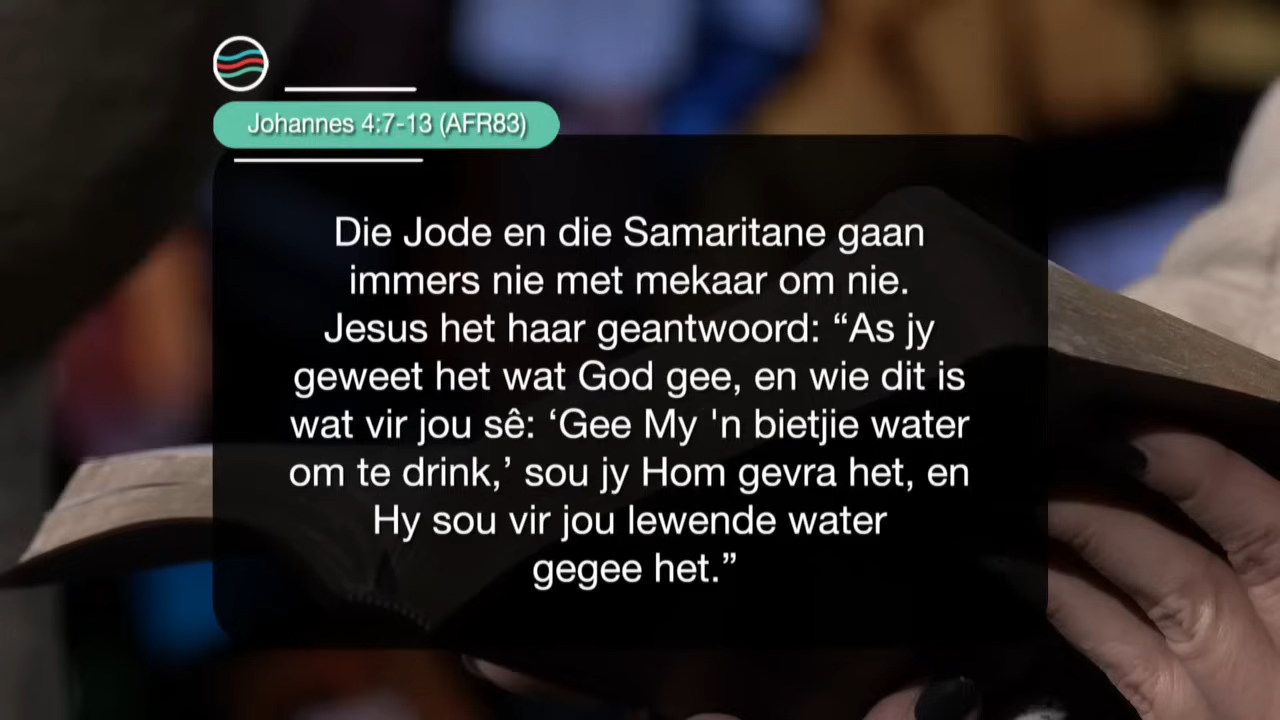 Johannes 4:7-13 (AFR83)
Die Jode en die Samaritane gaan
immers nie met mekaar om nie.
Jesus het haar geantwoord: “As jy
geweet het wat God gee, en wie dit is
wat vir jou sê: ‘Gee My 'n bietjie water
om te drink,’ sou jy Hom gevra het, en
Hy sou vir jou lewende water
gegee het.”